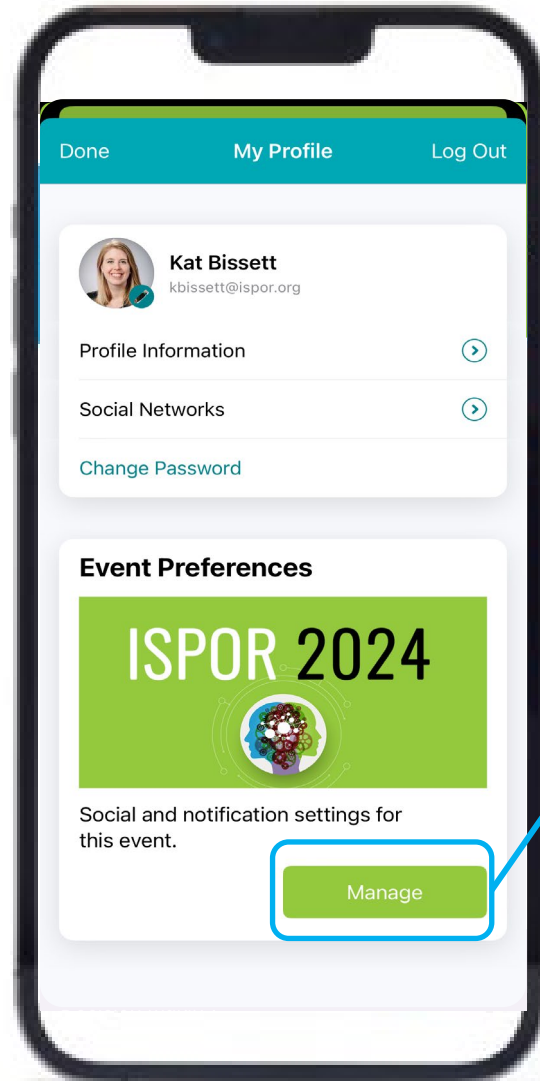 Done My Profile Log Out
Kat Bissett
kbissett@ispor.org
Profile Information
Social Networks
Change Password
Event Preferences
ISPOR 2024
Social and notification settings for
this event.
Manage